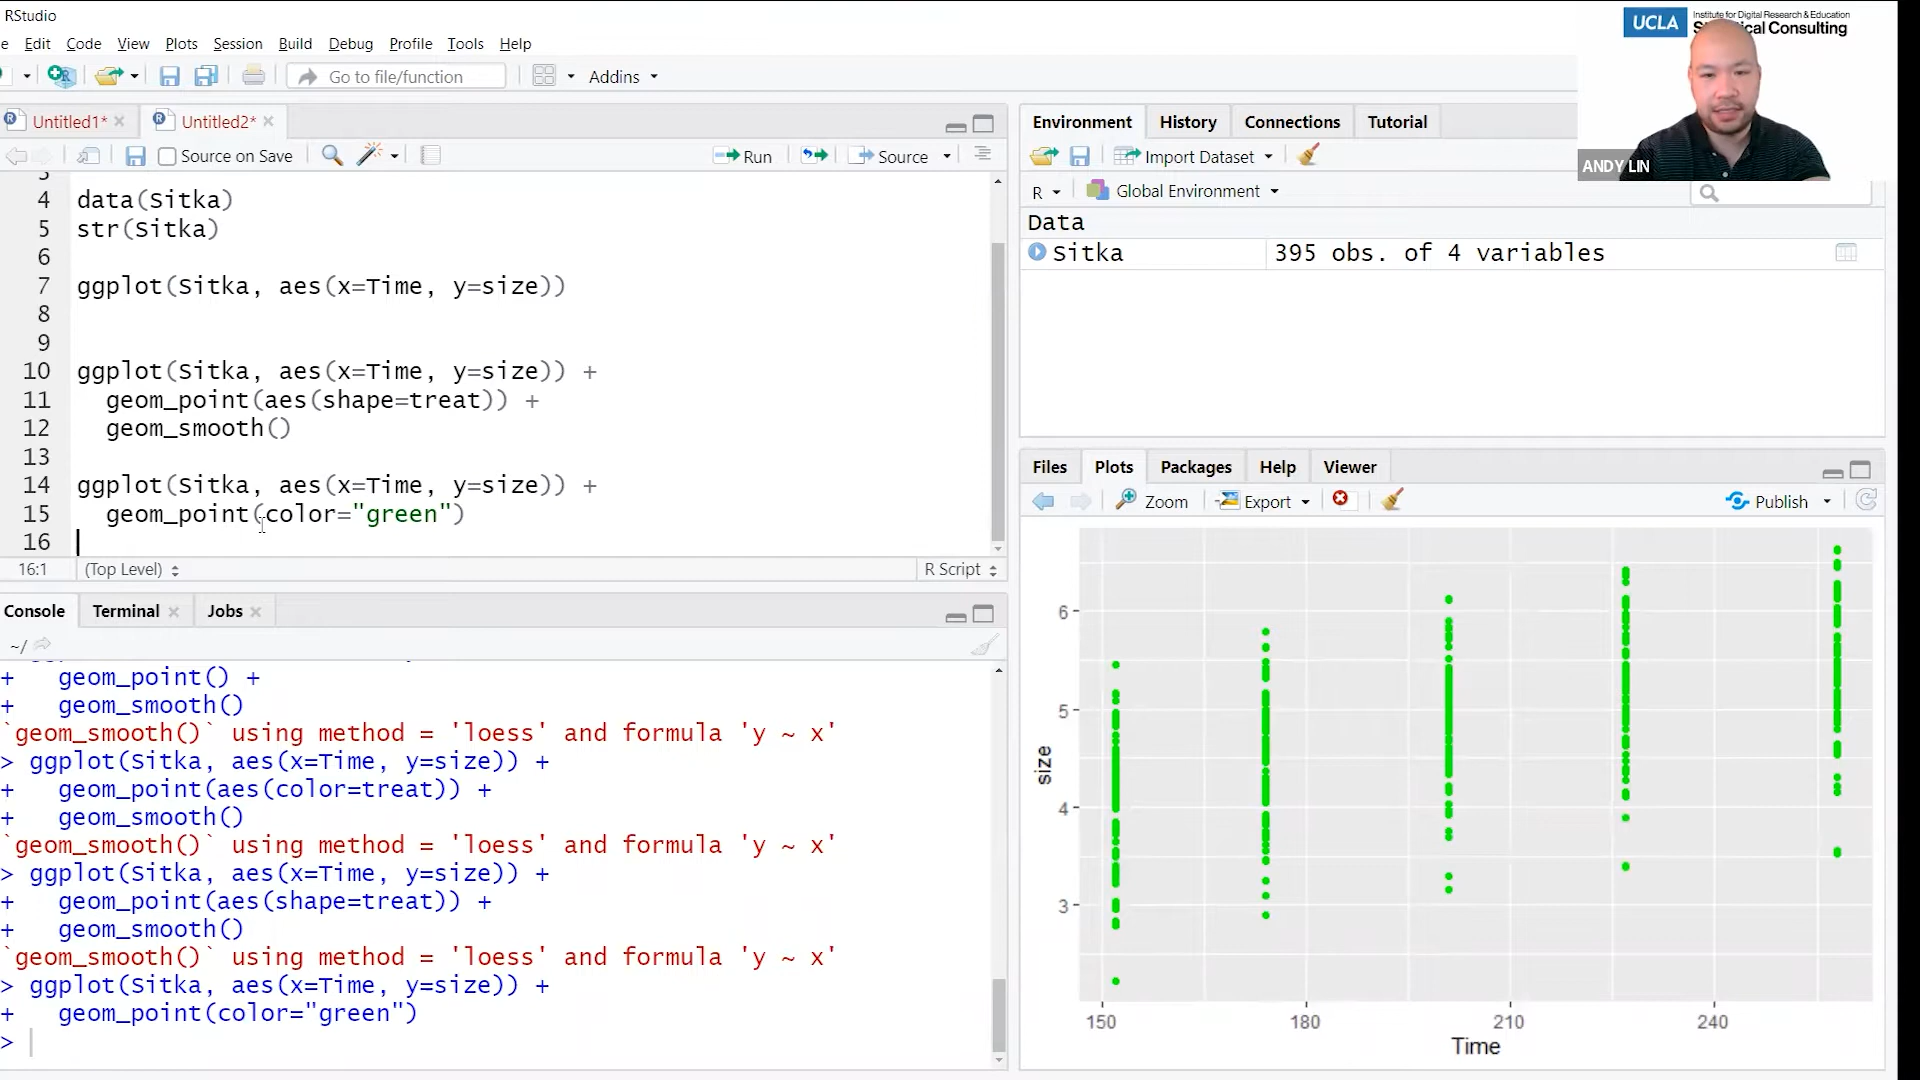 RStudio
e Edit Code View Plots Session Build Debug Profile Tools Help
Go to file/function
Addins
UCLA Institute for Digital Research & Education
Consulting
ANDY LIN
Untitled1* Untitled2*
Source on Save
Run
Source
4 data(Sitka)
5 str(Sitka)
6
7 ggplot(Sitka, aes(x=Time, y=size))
8
9
10 ggplot(Sitka, aes(x=Time, y=size)) +
11 geom_point(aes(shape=treat)) +
12 geom_smooth()
13
14 ggplot(Sitka, aes(x=Time, y=size)) +
15 geom_point(color="green")
16
16:1 (Top Level) R Script
Console Terminal Jobs
~/
+ geom_point() +
+ geom_smooth()
`geom_smooth()` using method = 'loess' and formula 'y ~ x'
> ggplot(Sitka, aes(x=Time, y=size)) +
+ geom_point(aes(color=treat)) +
+ geom_smooth()
`geom_smooth()` using method = 'loess' and formula 'y ~ x'
> ggplot(Sitka, aes(x=Time, y=size)) +
+ geom_point(aes(shape=treat)) +
+ geom_smooth()
`geom_smooth()` using method = 'loess' and formula 'y ~ x'
> ggplot(Sitka, aes(x=Time, y=size)) +
+ geom_point(color="green")
>
Environment History Connections Tutorial
Import Dataset
R Global Environment
Data
Sitka 395 obs. of 4 variables
Files Plots Packages Help Viewer
Zoom Export Publish
size
6
5
4
3
150 180 210 240
Time